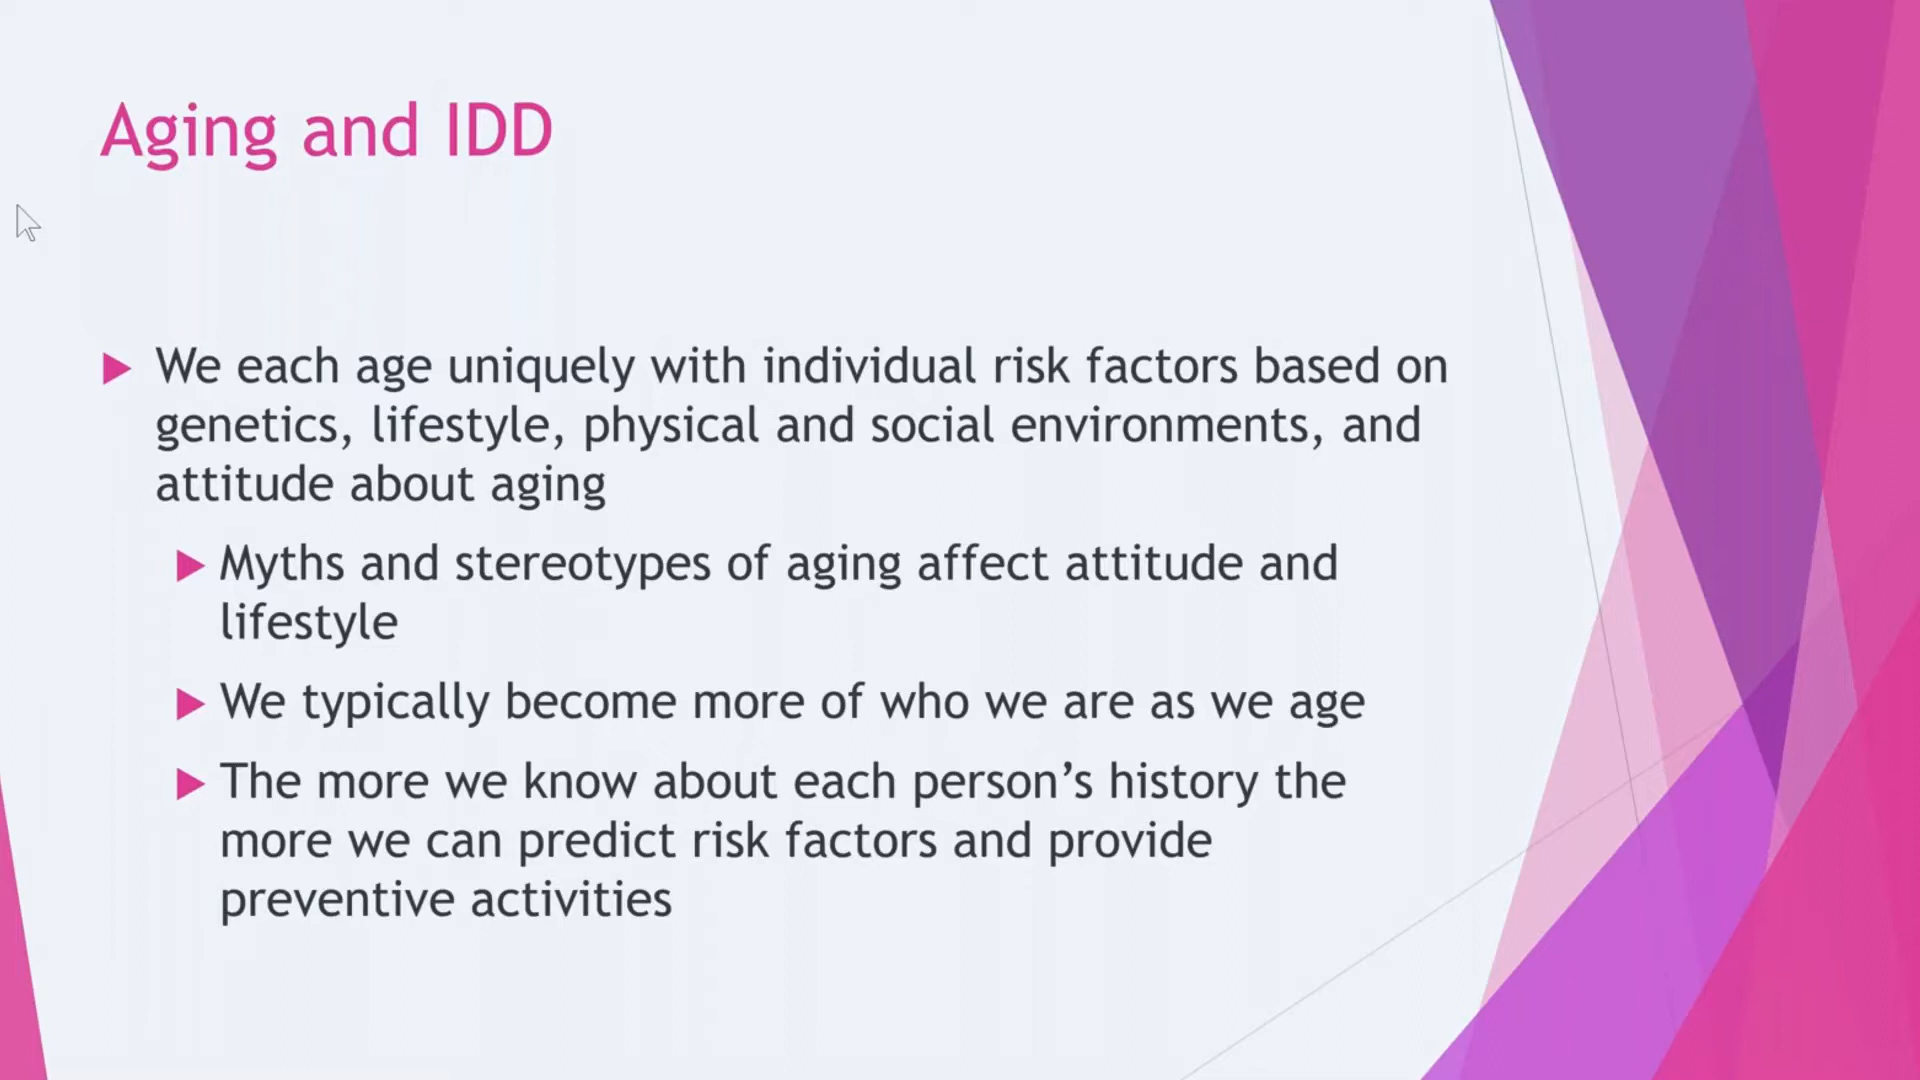 Aging and IDD
We each age uniquely with individual risk factors based on
genetics, lifestyle, physical and social environments, and
attitude about aging
Myths and stereotypes of aging affect attitude and
lifestyle
We typically become more of who we are as we age
The more we know about each person’s history the
more we can predict risk factors and provide
preventive activities